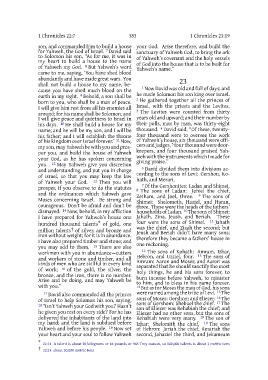 1 Chronicles 22:7 383 1 Chronicles 23:19
son, and commanded him to build a house
for Yahweh, the God of Israel. 7 David said
to Solomon his son, “As for me, it was in
my heart to build a house to the name
of Yahweh my God. 8 But Yahweh’s word
came to me, saying, ‘You have shed blood
abundantly and have made great wars. You
shall not build a house to my name, be-
cause you have shed much blood on the
earth in my sight. 9 Behold, a son shall be
born to you, who shall be a man of peace.
I will give him rest from all his enemies all
around; for his name shall be Solomon, and
I will give peace and quietness to Israel in
his days. 10 He shall build a house for my
name; and he will be my son, and I will be
his father; and I will establish the throne
of his kingdom over Israel forever.’ 11 Now,
my son, may Yahweh be with you and pros-
per you, and build the house of Yahweh
your God, as he has spoken concerning
you. 12 May Yahweh give you discretion
and understanding, and put you in charge
of Israel, so that you may keep the law
of Yahweh your God. 13 Then you will
prosper, if you observe to do the statutes
and the ordinances which Yahweh gave
Moses concerning Israel. Be strong and
courageous. Don’t be afraid and don’t be
dismayed. 14 Now, behold, in my affliction
I have prepared for Yahweh’s house one
hundred thousand talents of gold, one
million talents of silver, and bronze and
iron without weight; for it is in abundance.
I have also prepared timber and stone; and
you may add to them. 15 There are also
workmen with you in abundance—cutters
and workers of stone and timber, and all
kinds of men who are skillful in every kind
of work; 16 of the gold, the silver, the
bronze, and the iron, there is no number.
Arise and be doing, and may Yahweh be
with you.”
17 David also commanded all the princes
of Israel to help Solomon his son, saying,
18 “Isn’t Yahweh your God with you? Hasn’t
he given you rest on every side? For he has
delivered the inhabitants of the land into
my hand; and the land is subdued before
Yahweh and before his people. 19 Now set
your heart and your soul to follow Yahweh
your God. Arise therefore, and build the
sanctuary of Yahweh God, to bring the ark
of Yahweh’s covenant and the holy vessels
of God into the house that is to be built for
Yahweh’s name.”
23
1 Now David was old and full of days; and
he made Solomon his son king over Israel.
2 He gathered together all the princes of
Israel, with the priests and the Levites.
3 The Levites were counted from thirty
years old and upward; and their number by
their polls, man by man, was thirty-eight
thousand. 4 David said, “Of these, twenty-
four thousand were to oversee the work
of Yahweh’s house, six thousand were offi-
cers and judges, 5 four thousand were door-
keepers, and four thousand praised Yah-
weh with the instruments which I made for
giving praise.”
6 David divided them into divisions ac-
cording to the sons of Levi: Gershon, Ko-
hath, and Merari.
7 Of the Gershonites: Ladan and Shimei.
8 The sons of Ladan: Jehiel the chief,
Zetham, and Joel, three. 9 The sons of
Shimei: Shelomoth, Haziel, and Haran,
three. These were the heads of the fathers’
households of Ladan. 10 The sons of Shimei:
Jahath, Zina, Jeush, and Beriah. These
four were the sons of Shimei. 11 Jahath
was the chief, and Zizah the second; but
Jeush and Beriah didn’t have many sons;
therefore they became a fathers’ house in
one reckoning.
12 The sons of Kohath: Amram, Izhar,
Hebron, and Uzziel, four. 13 The sons of
Amram: Aaron and Moses; and Aaron was
separated that he should sanctify the most
holy things, he and his sons forever, to
burn incense before Yahweh, to minister
to him, and to bless in his name forever.
14 But as for Moses the man of God, his sons
were named among the tribe of Levi. 15 The
sons of Moses: Gershom and Eliezer. 16 The
sons of Gershom: Shebuel the chief. 17 The
son of Eliezer was Rehabiah the chief; and
Eliezer had no other sons; but the sons of
Rehabiah were very many. 18 The son of
Izhar: Shelomith the chief. 19 The sons
of Hebron: Jeriah the chief, Amariah the
second, Jahaziel the third, and Jekameam